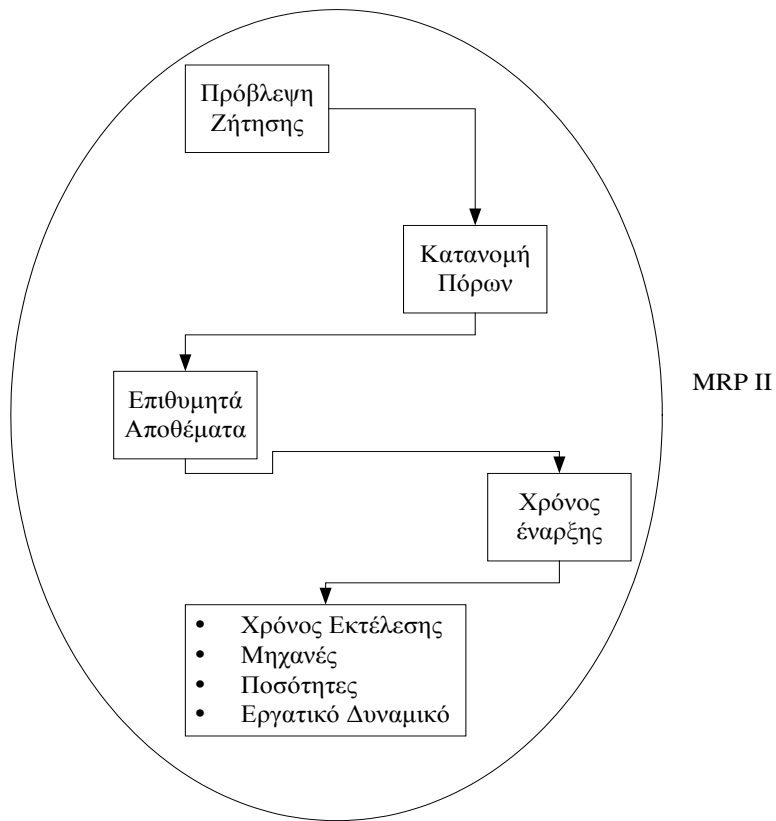 Πρόβλεψη
Ζήτησης
Κατανομή
Πόρων
Επιθυμητά
Αποθέματα
MRP II
Χρόνος
έναρξης
• Χρόνος Εκτέλεσης
• Μηχανές
• Ποσότητες
• Εργατικό Δυναμικό